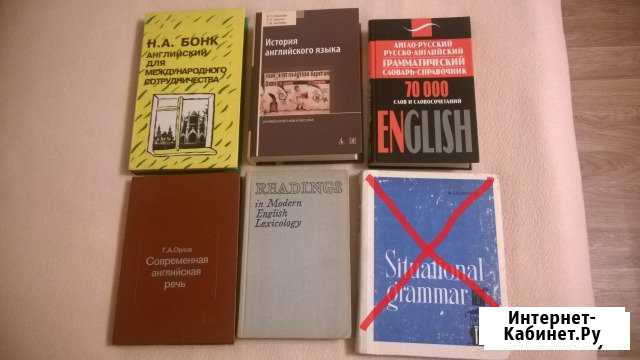 Н.А. БОНК
АНГЛИЙСКИЙ
ДЛЯ
МЕЖДУНАРОДНОГО
СОТРУДНИЧЕСТВА
История
английского языка
АНГЛО-РУССКИЙ
РУССКО-АНГЛИЙСКИЙ
ГРАММАТИЧЕСКИЙ
СЛОВАРЬ-СПРАВОЧНИК
70 000
СЛОВ И СЛОВОСОЧЕТАНИЙ
ENGLISH
Г.А.Орлов
Современная
английская
речь
READINGS
in Modern
English
Lexicology
Situational
grammar
Интернет-
Кабинет.Ру